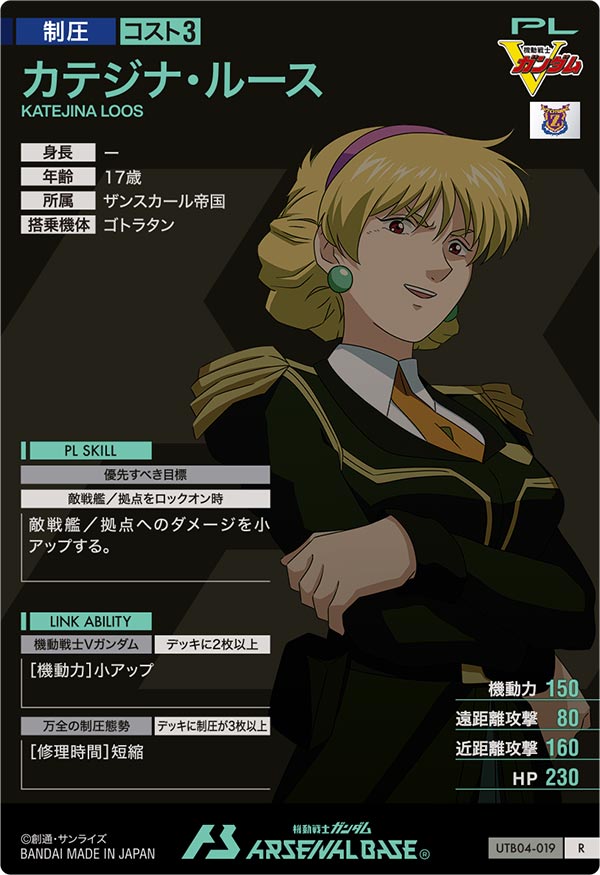 制圧 コスト3 PL
カテジナ・ルース
KATEJINA LOOS
機動戦士
Vガンダム
身長 ー
年齢 17歳
所属 ザンスカール帝国
搭乗機体 ゴトラタン
PL SKILL
優先すべき目標
敵戦艦／拠点をロックオン時
敵戦艦／拠点へのダメージを小
アップする。
LINK ABILITY
機動戦士Vガンダム デッキに2枚以上
[機動力]小アップ
万全の制圧態勢 デッキに制圧が3枚以上
[修理時間]短縮
機動力 150
遠距離攻撃 80
近距離攻撃 160
HP 230
©創通・サンライズ
BANDAI MADE IN JAPAN
機動戦士ガンダム
ARSENAL BASE®
UTB04-019 R